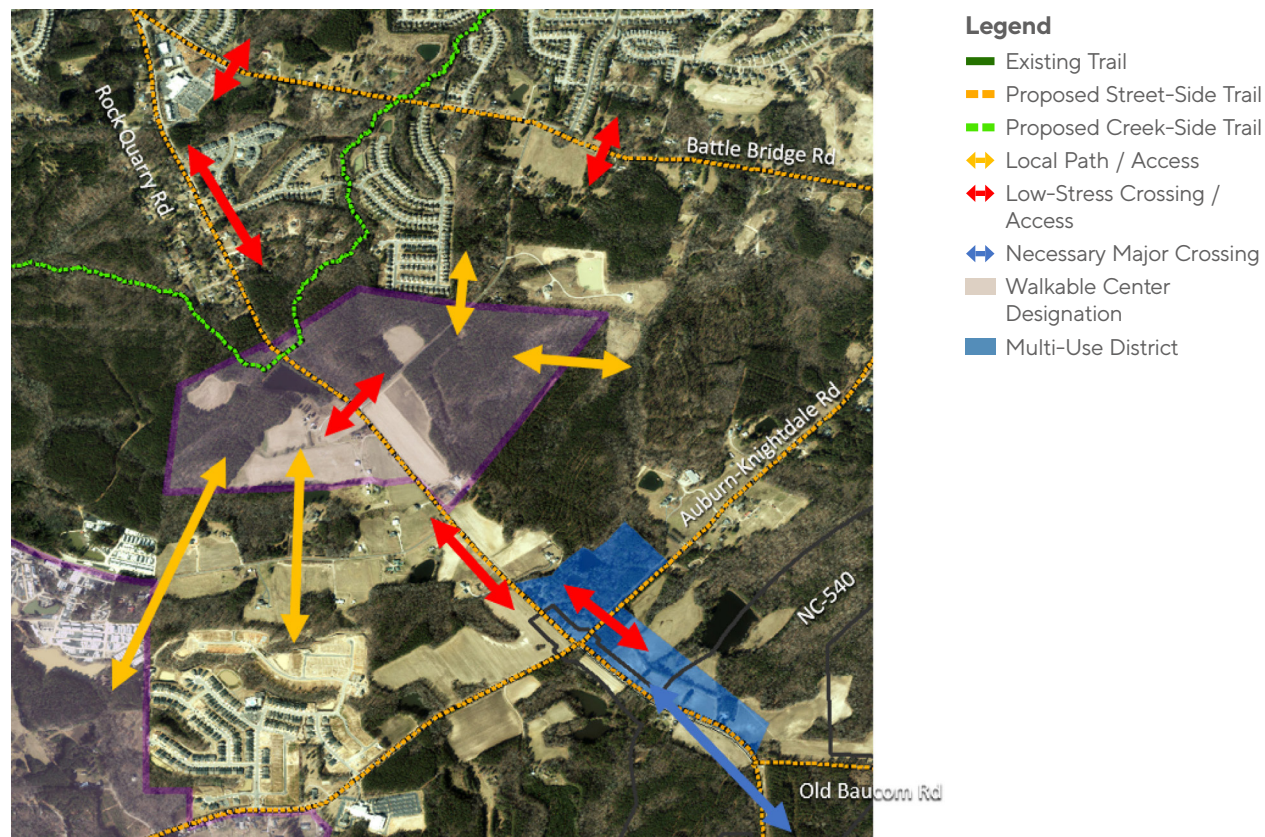 Rock Quarry Rd
Battle Bridge Rd
Auburn-Knightdale Rd
NC-540
Old Baucom Rd
Legend
Existing Trail
Proposed Street-Side Trail
Proposed Creek-Side Trail
Local Path / Access
Low-Stress Crossing /
Access
Necessary Major Crossing
Walkable Center
Designation
Multi-Use District